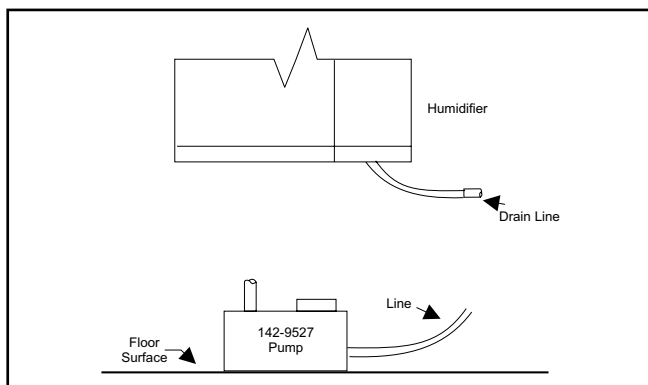 Humidifier
Drain Line
Line
142-9527
Pump
Floor
Surface